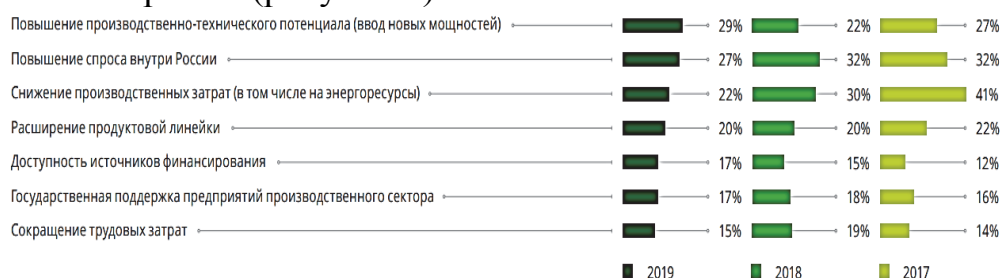 Повышение производственно-технического потенциала (ввод новых мощностей) 29% 22% 27%
Повышение спроса внутри России 27% 32% 32%
Снижение производственных затрат (в том числе на энергоресурсы) 22% 30% 41%
Расширение продуктовой линейки 20% 20% 22%
Доступность источников финансирования 17% 15% 12%
Государственная поддержка предприятий производственного сектора 17% 18% 16%
Сокращение трудовых затрат 15% 19% 14%
2019 2018 2017